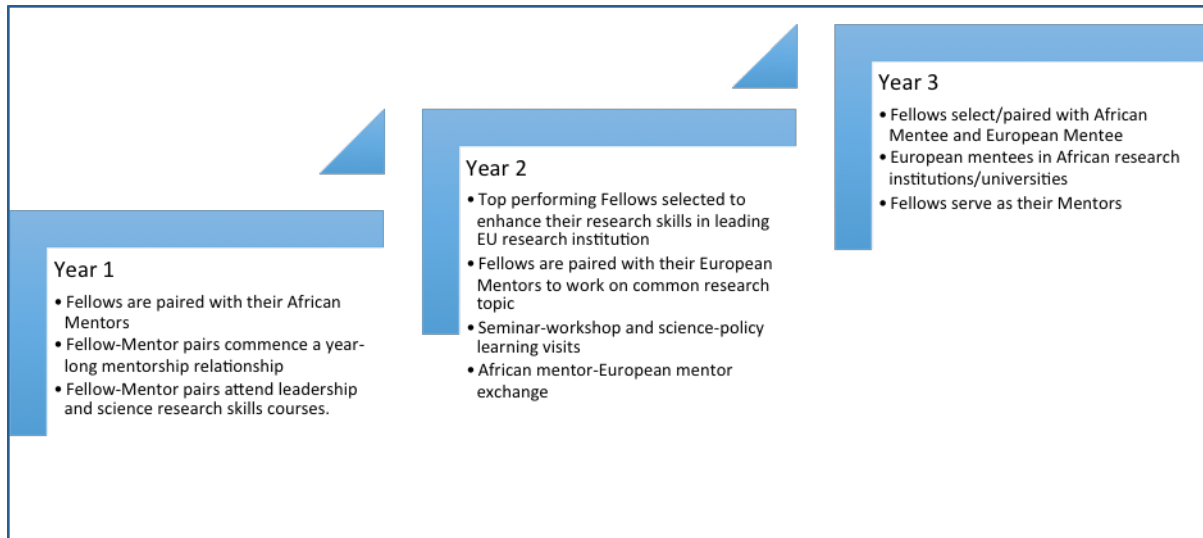 Year 1
• Fellows are paired with their African
Mentors
• Fellow-Mentor pairs commence a year-
long mentorship relationship
• Fellow-Mentor pairs attend leadership
and science research skills courses.
Year 2
• Top performing Fellows selected to
enhance their research skills in leading
EU research institution
• Fellows are paired with their European
Mentors to work on common research
topic
• Seminar-workshop and science-policy
learning visits
• African mentor-European mentor
exchange
Year 3
• Fellows select/paired with African
Mentee and European Mentee
• European mentees in African research
institutions/universities
• Fellows serve as their Mentors